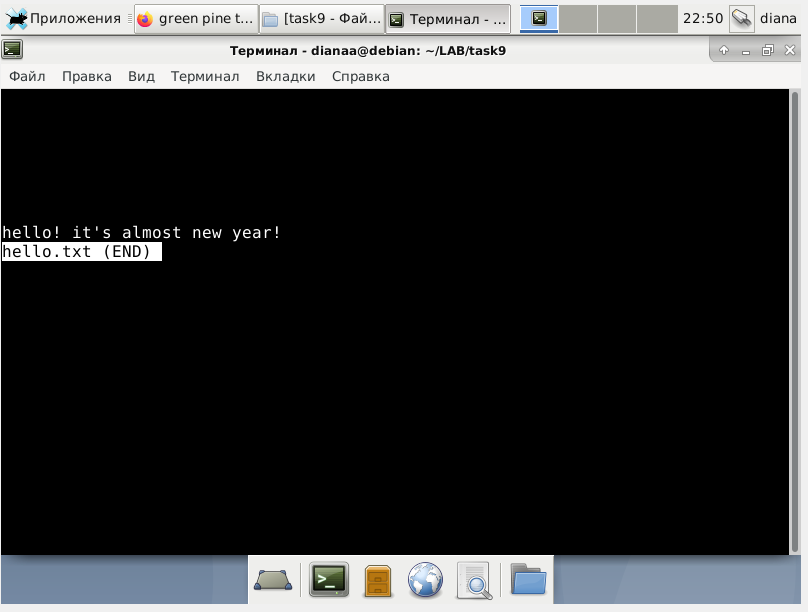 Приложения green pine t... [task9 - Фай... Терминал - ... 22:50 diana
Терминал - dianaa@debian: ~/LAB/task9
Файл Правка Вид Терминал Вкладки Справка
hello! it's almost new year!
hello.txt (END)